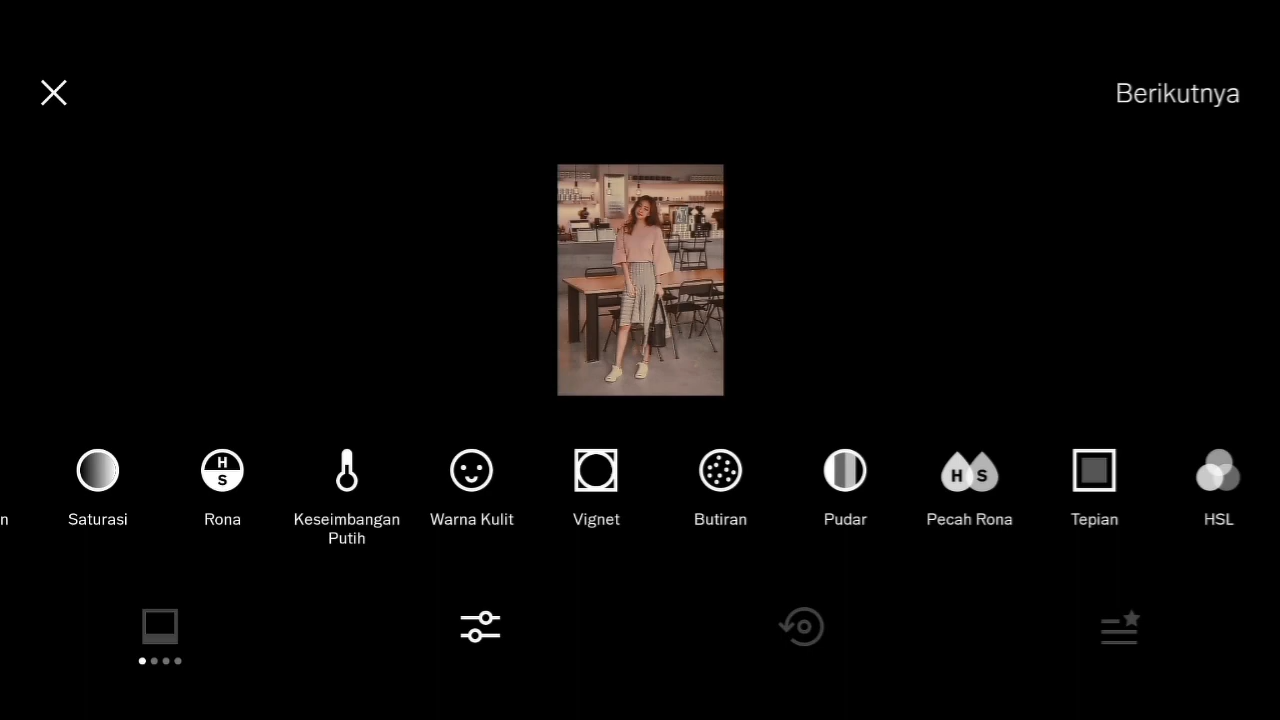 Berikutnya
H
S
H S
n
Saturasi
Rona
Keseimbangan
Putih
Warna Kulit
Vignet
Butiran
Pudar
Pecah Rona
Tepian
HSL